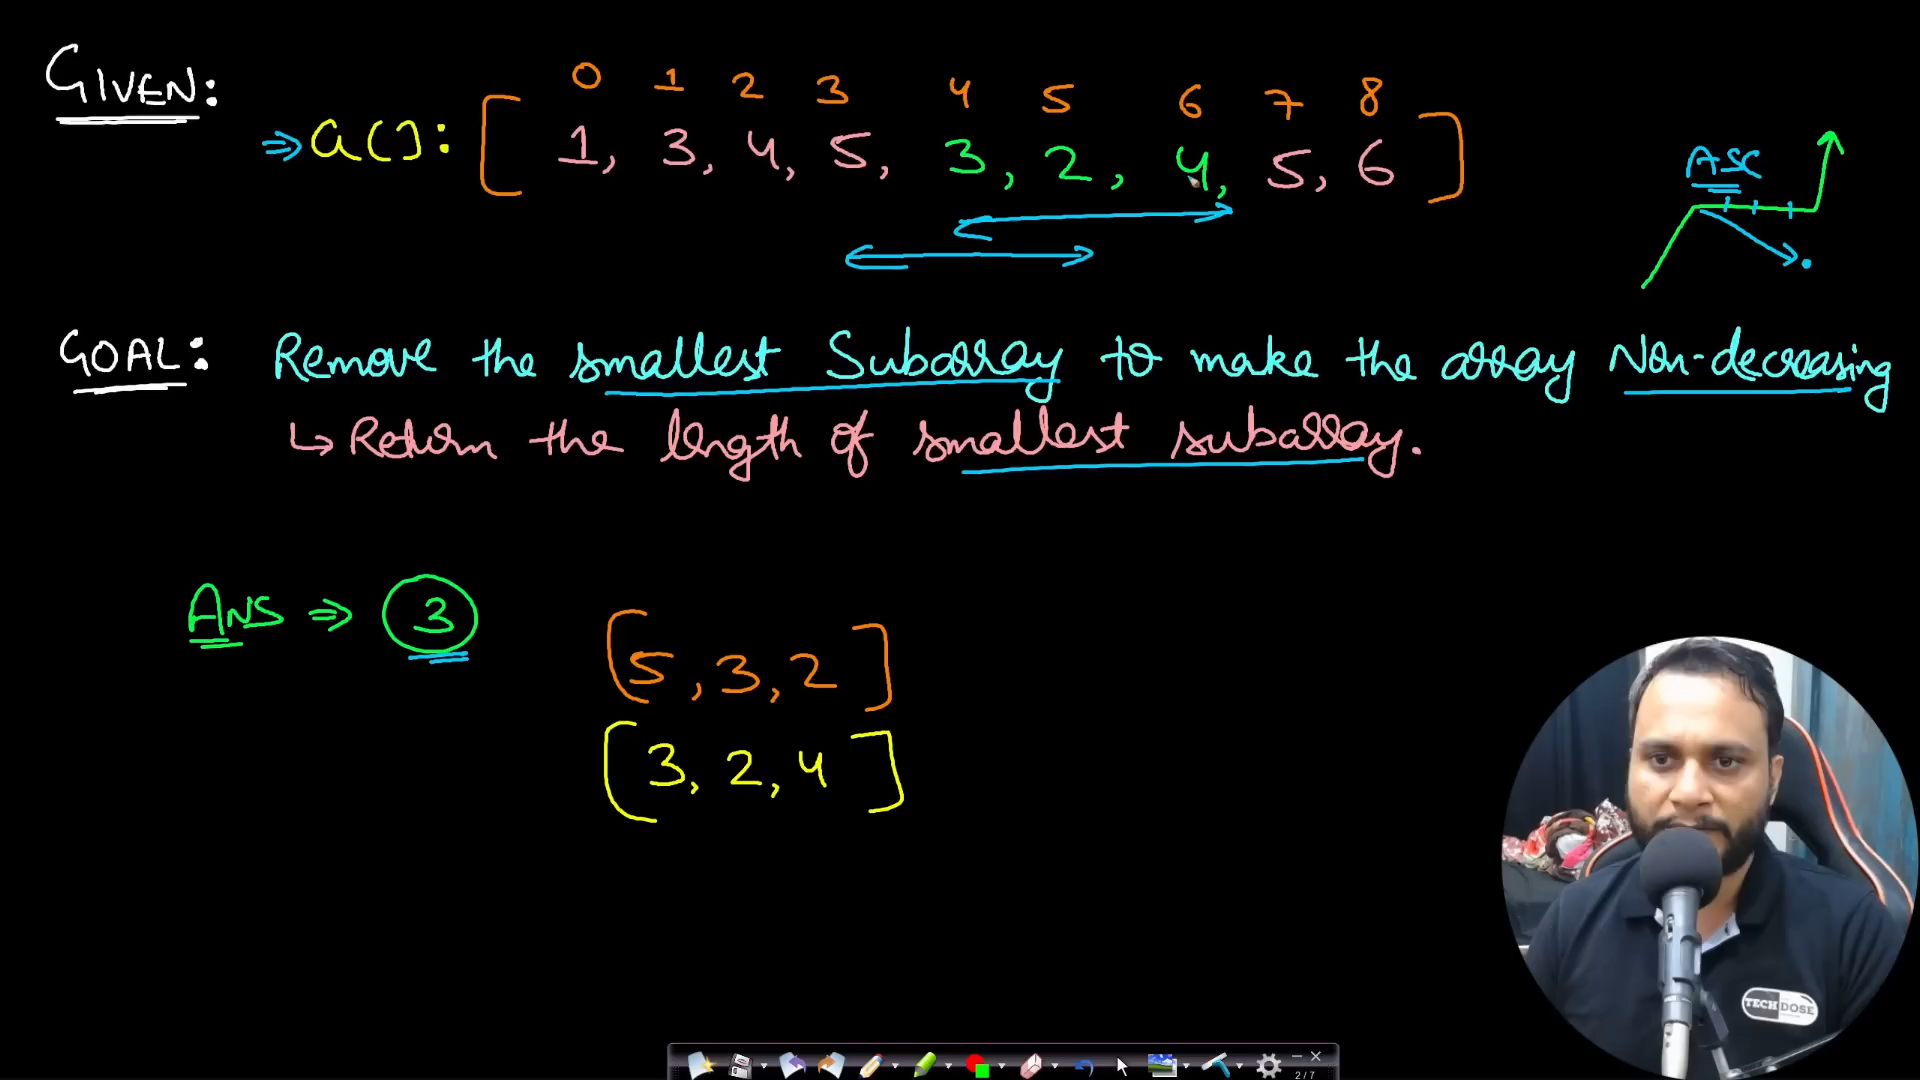 GIVEN:
0 1 2 3 4 5 6 7 8
⇒ a[]: [ 1, 3, 4, 5, 3, 2, 4, 5, 6 ]
ASC
GOAL: Remove the smallest Subarray to make the array Non-decreasing
↳ Return the length of smallest subarray.
Ans ⇒ 3
[5, 3, 2]
[3, 2, 4]
TECH DOSE
2/7